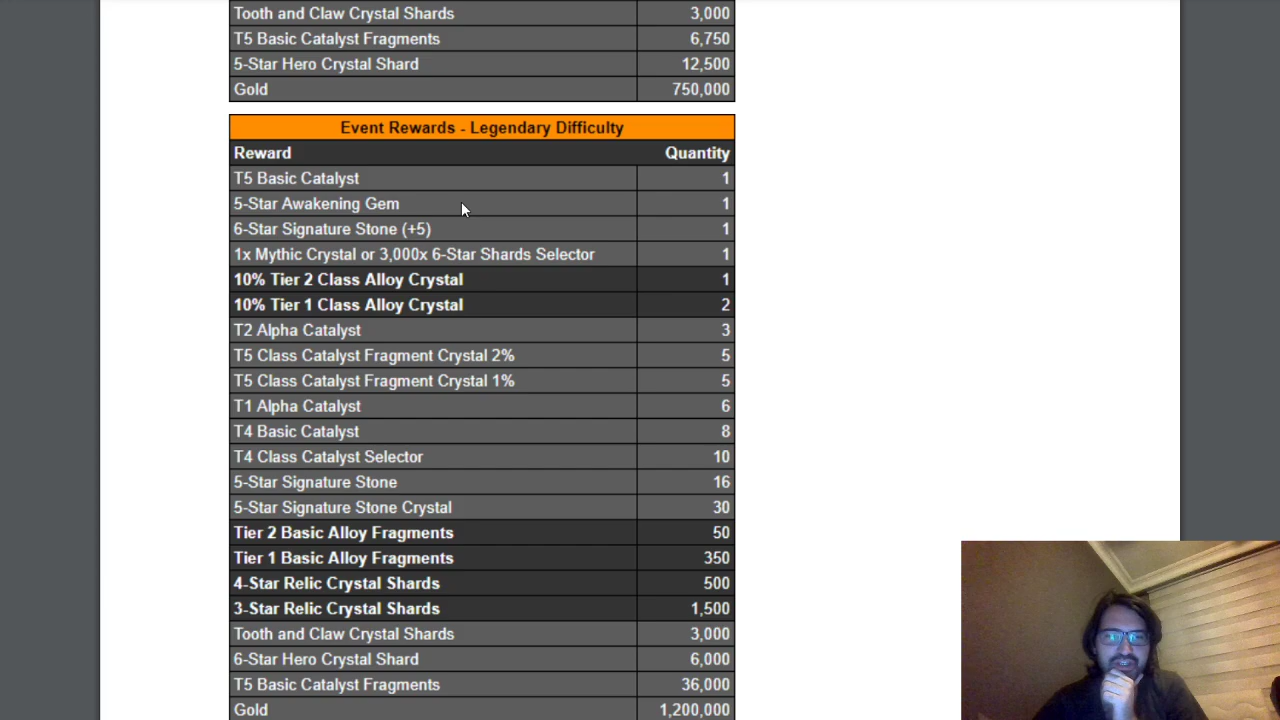 Tooth and Claw Crystal Shards 3,000
T5 Basic Catalyst Fragments 6,750
5-Star Hero Crystal Shard 12,500
Gold 750,000
Event Rewards - Legendary Difficulty
Reward Quantity
T5 Basic Catalyst 1
5-Star Awakening Gem 1
6-Star Signature Stone (+5) 1
1x Mythic Crystal or 3,000x 6-Star Shards Selector 1
10% Tier 2 Class Alloy Crystal 1
10% Tier 1 Class Alloy Crystal 2
T2 Alpha Catalyst 3
T5 Class Catalyst Fragment Crystal 2% 5
T5 Class Catalyst Fragment Crystal 1% 5
T1 Alpha Catalyst 6
T4 Basic Catalyst 8
T4 Class Catalyst Selector 10
5-Star Signature Stone 16
5-Star Signature Stone Crystal 30
Tier 2 Basic Alloy Fragments 50
Tier 1 Basic Alloy Fragments 350
4-Star Relic Crystal Shards 500
3-Star Relic Crystal Shards 1,500
Tooth and Claw Crystal Shards 3,000
6-Star Hero Crystal Shard 6,000
T5 Basic Catalyst Fragments 36,000
Gold 1,200,000